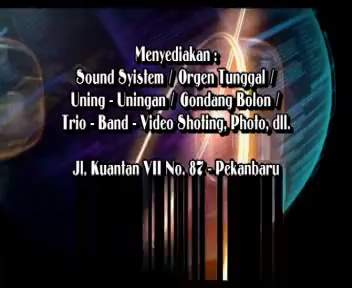 Menyediakan :
Sound Syistem / Orgen Tunggal /
Uning - Uningan / Gondang Bolon /
Trio - Band - Video Shoting, Photo, dll.
Jl, Kuantan VII No. 87 - Pekanbaru